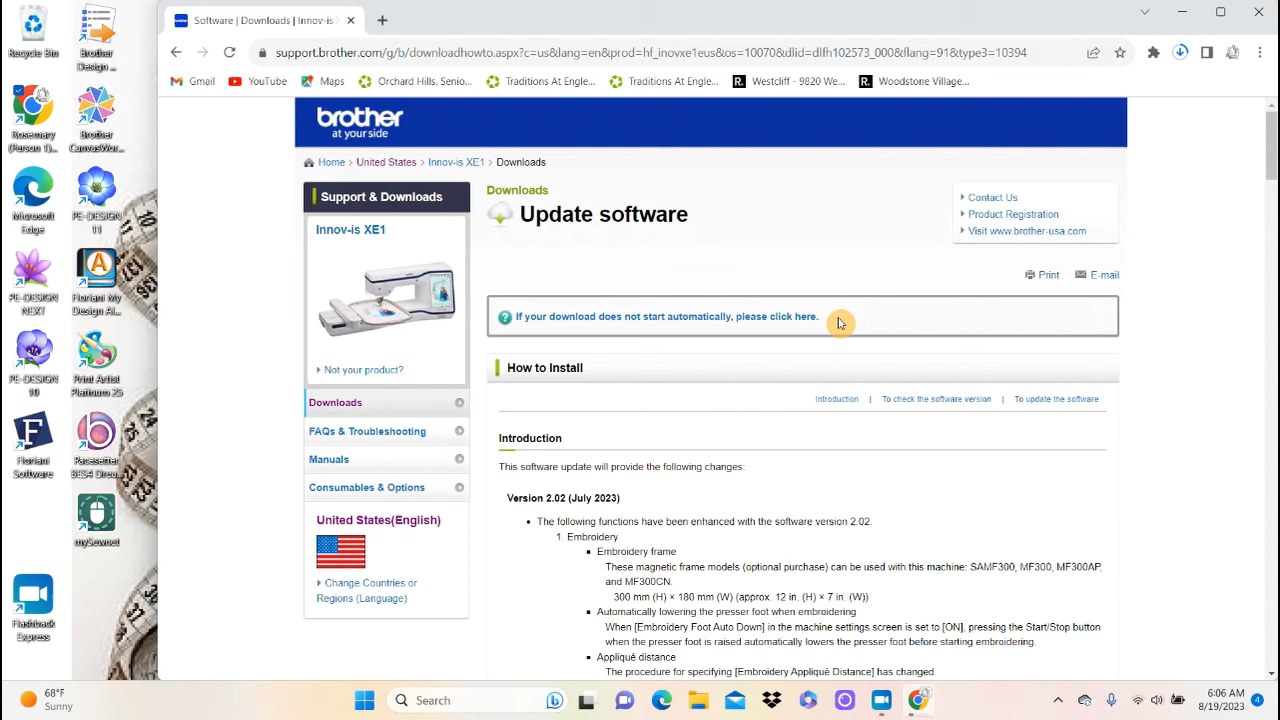 Recycle Bin
Brother
Design ...
Rosemary
(Person 1)...
Brother
CanvasWor...
Microsoft
Edge
PE-DESIGN
11
PE-DESIGN
NEXT
Floriani My
Design Al...
PE-DESIGN
10
Print Artist
Platinum 25
Floriani
Software
Pacesetter
BES4 Drea...
mySewnet
Flashback
Express
Software | Downloads | Innov-is
support.brother.com/g/b/downloadhowto.aspx?c=us&lang=en&prod=hf_inovxe1eus&os=10070&dlid=dlfh102573_000&flang=91&type3=10394
Gmail
YouTube
Maps
Orchard Hills, Senio...
Traditions At Engle...
Traditions At Engle...
Westcliff - 9820 We...
Woodstone Village...
brother
at your side
Home > United States > Innov-is XE1 > Downloads
Support & Downloads
Innov-is XE1
Not your product?
Downloads
FAQs & Troubleshooting
Manuals
Consumables & Options
United States(English)
Change Countries or
Regions (Language)
Downloads
Update software
Contact Us
Product Registration
Visit www.brother-usa.com
Print
E-mail
If your download does not start automatically, please click here.
How to Install
Introduction | To check the software version | To update the software
Introduction
This software update will provide the following changes:
Version 2.02 (July 2023)
The following functions have been enhanced with the software version 2.02.
1. Embroidery
Embroidery frame
These magnetic frame models (optional purchase) can be used with this machine: SAMF300, MF300, MF300AP,
and MF300CN.
300 mm (H) × 180 mm (W) (approx. 12 in. (H) × 7 in. (W))
Automatically lowering the presser foot when embroidering
When [Embroidery Foot Auto Down] in the machine settings screen is set to [ON], pressing the Start/Stop button
when the presser foot is raised automatically lowers the presser foot before starting embroidering.
Appliqué distance
The procedure for specifying [Embroidery Appliqué Distance] has changed.
68°F
Sunny
Search
6:06 AM
8/19/2023
4